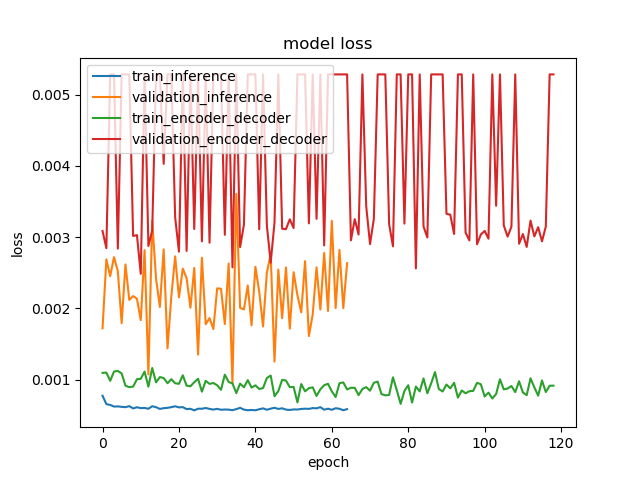 model loss
train_inference
validation_inference
train_encoder_decoder
validation_encoder_decoder
loss
0.005
0.004
0.003
0.002
0.001
0 20 40 60 80 100 120
epoch